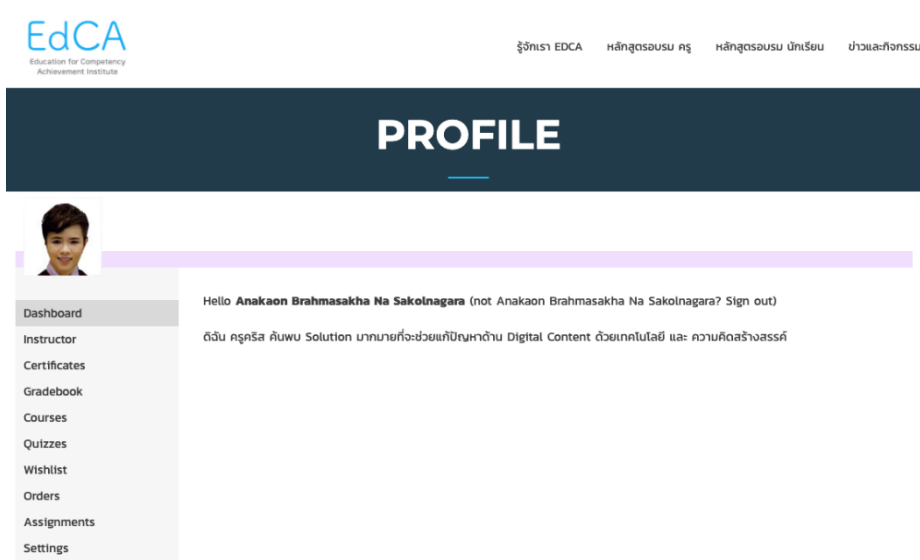 EdCA
Education for Competency
Achievement Institute
รู้จักเรา EDCA หลักสูตรอบรม ครู หลักสูตรอบรม นักเรียน ข่าวและกิจกรรม
PROFILE
Hello Anakaon Brahmasakha Na Sakolnagara (not Anakaon Brahmasakha Na Sakolnagara? Sign out)
ดิฉัน ครูคริส ค้นพบ Solution มากมายที่จะช่วยแก้ปัญหาด้าน Digital Content ด้วยเทคโนโลยี และ ความคิดสร้างสรรค์
Dashboard
Instructor
Certificates
Gradebook
Courses
Quizzes
Wishlist
Orders
Assignments
Settings